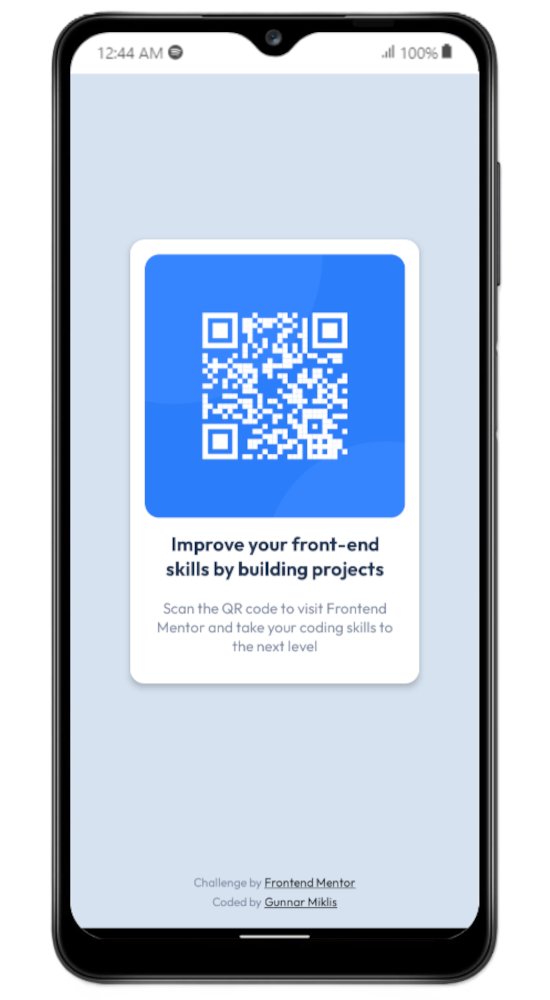 12:44 AM
100%
Improve your front-end
skills by building projects
Scan the QR code to visit Frontend
Mentor and take your coding skills to
the next level
Challenge by Frontend Mentor
Coded by Gunnar Miklis